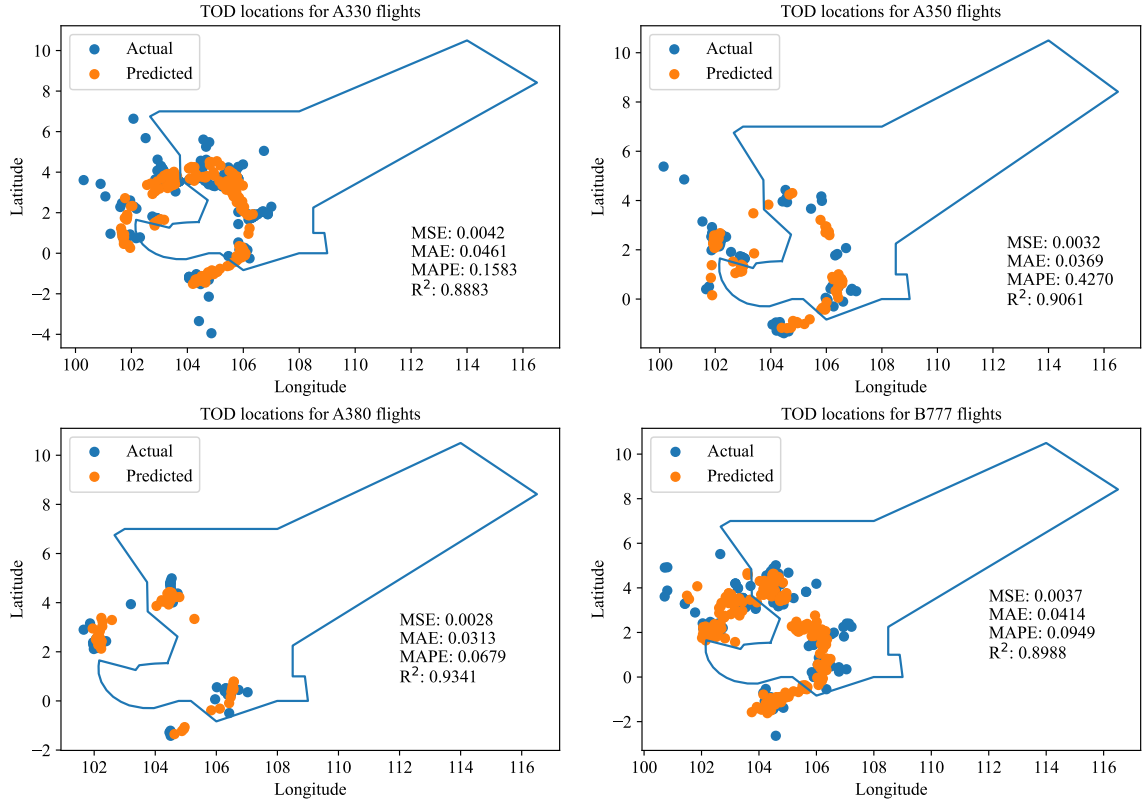 TOD locations for A330 flights
Actual
Predicted
10
8
6
4
2
0
−2
−4
Latitude
MSE: 0.0042
MAE: 0.0461
MAPE: 0.1583
R²: 0.8883
100 102 104 106 108 110 112 114 116
Longitude
TOD locations for A350 flights
Actual
Predicted
10
8
6
4
2
0
Latitude
MSE: 0.0032
MAE: 0.0369
MAPE: 0.4270
R²: 0.9061
100 102 104 106 108 110 112 114 116
Longitude
TOD locations for A380 flights
Actual
Predicted
10
8
6
4
2
0
−2
Latitude
MSE: 0.0028
MAE: 0.0313
MAPE: 0.0679
R²: 0.9341
102 104 106 108 110 112 114 116
Longitude
TOD locations for B777 flights
Actual
Predicted
10
8
6
4
2
0
−2
Latitude
MSE: 0.0037
MAE: 0.0414
MAPE: 0.0949
R²: 0.8988
100 102 104 106 108 110 112 114 116
Longitude